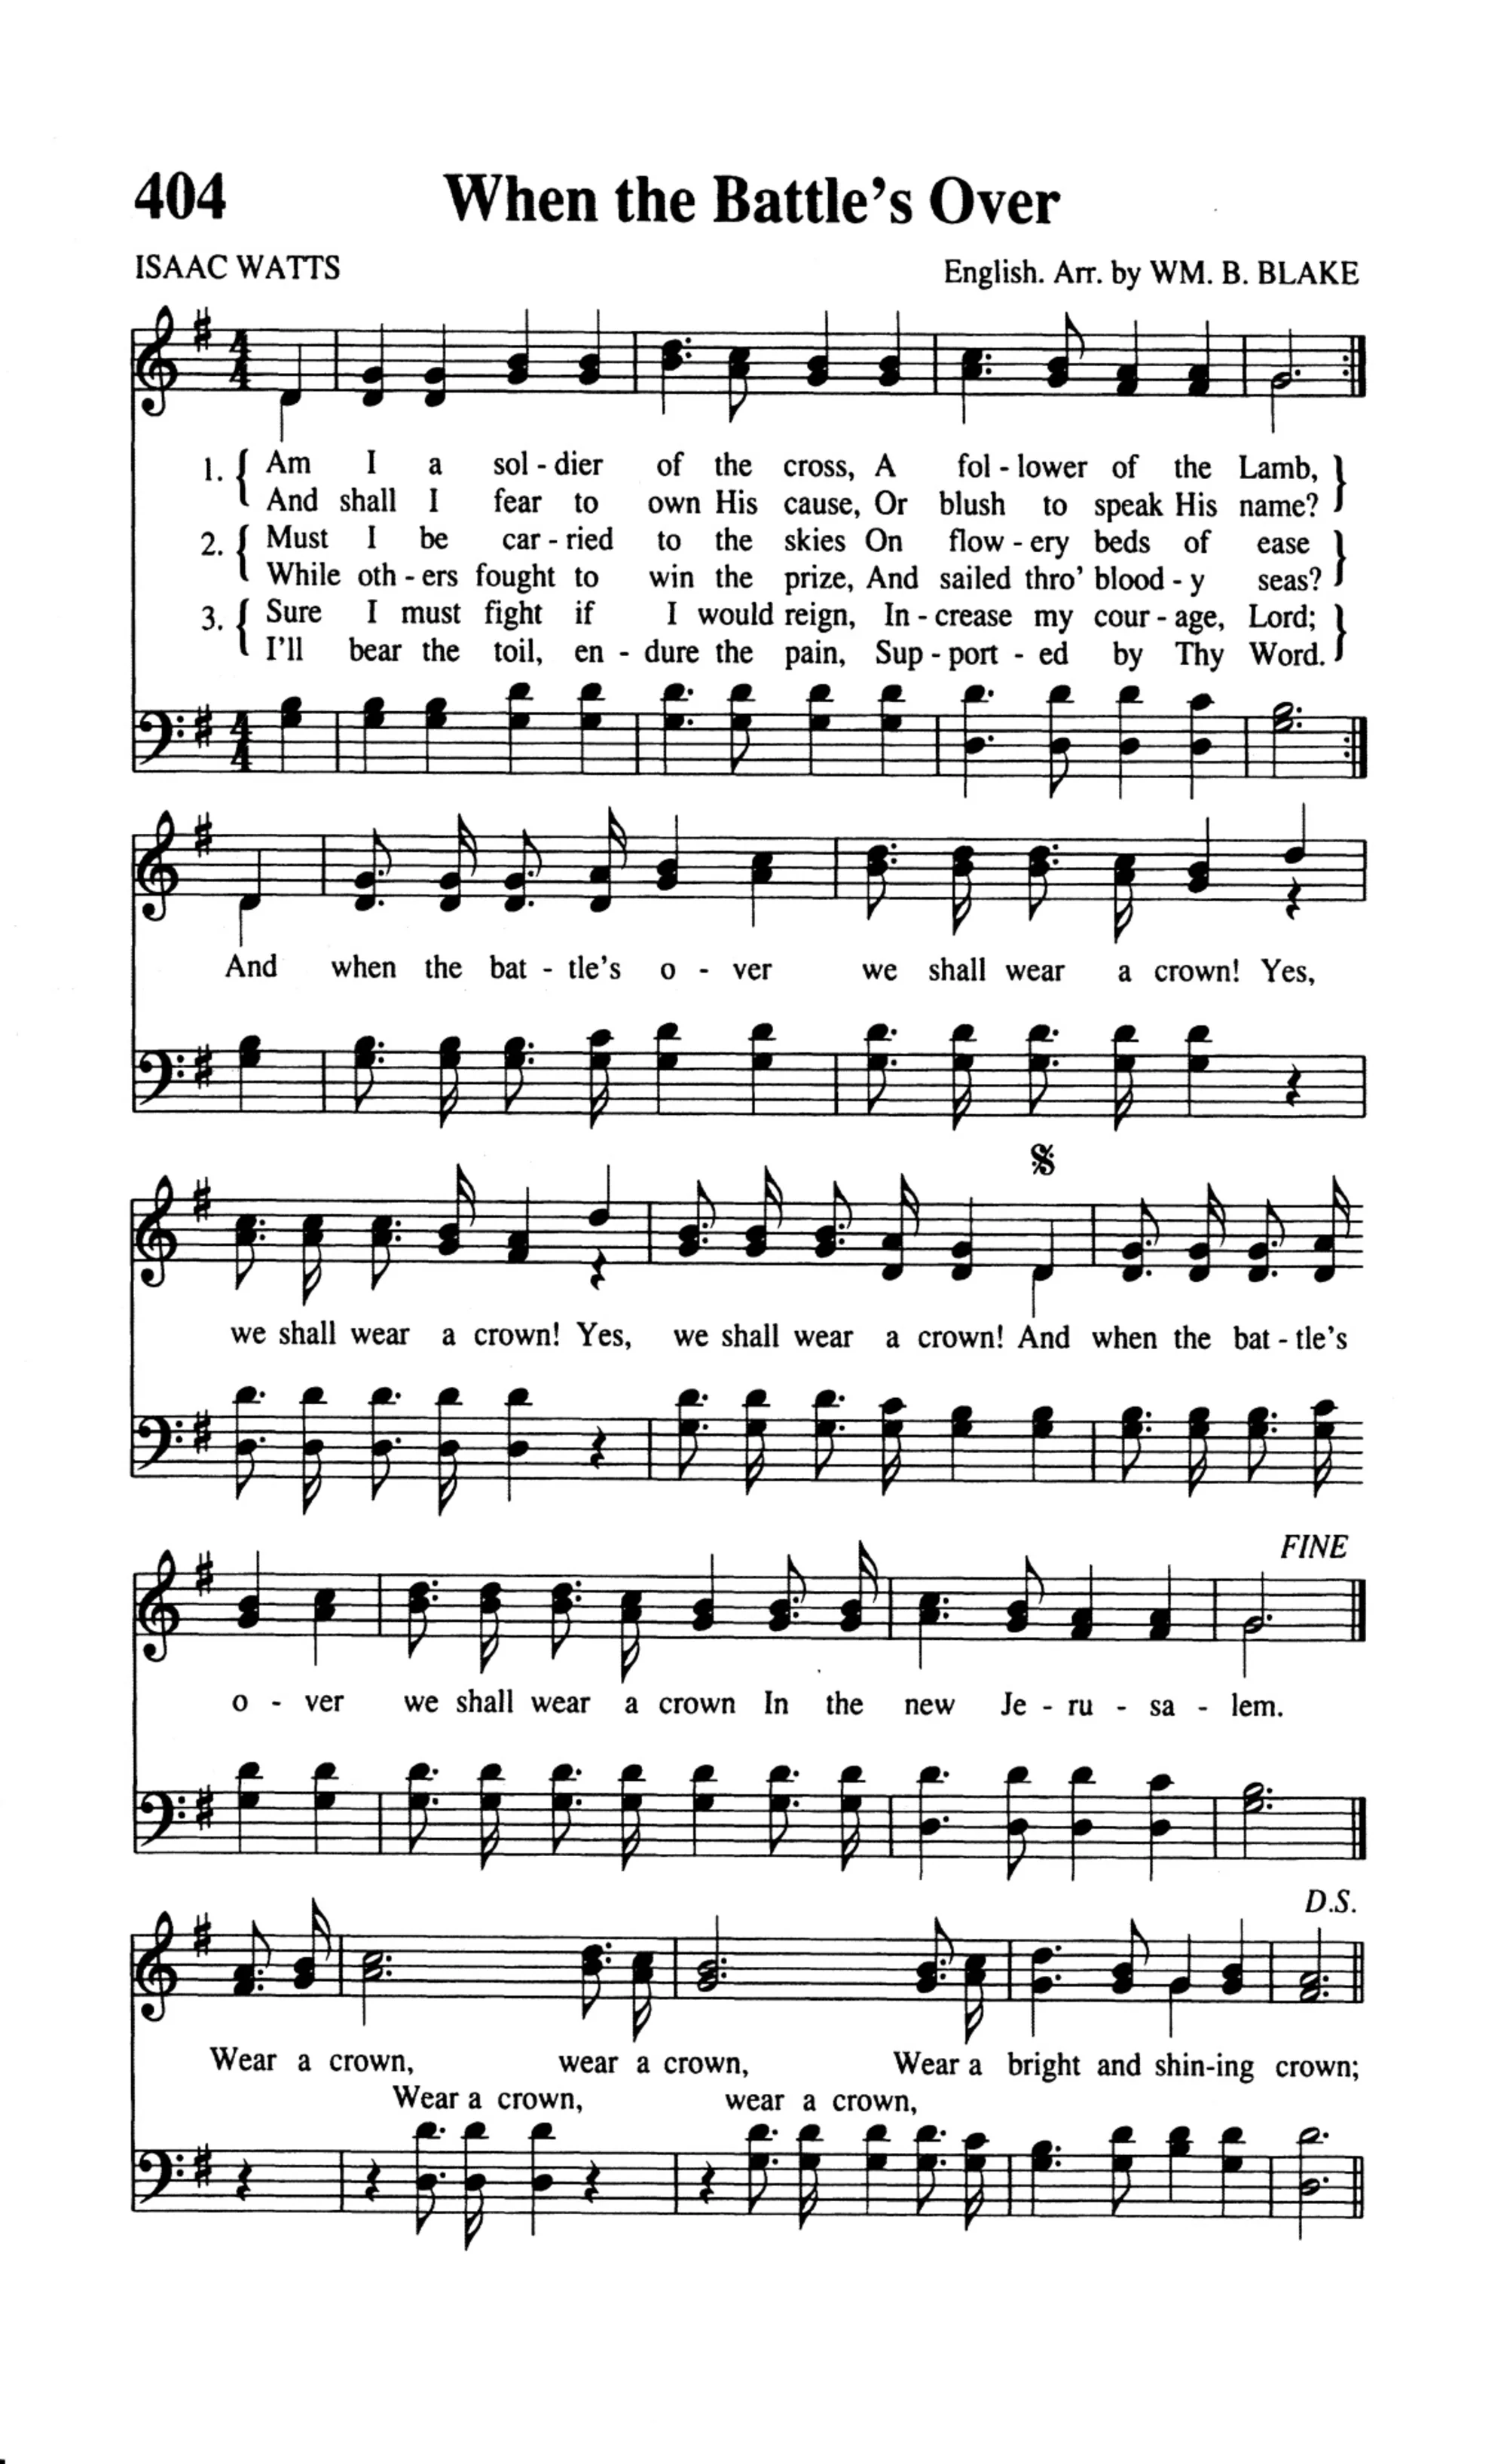 404 When the Battle's Over
ISAAC WATTS English. Arr. by WM. B. BLAKE
1. { Am I a sol - dier of the cross, A fol - lower of the Lamb, }
And shall I fear to own His cause, Or blush to speak His name?
2. { Must I be car - ried to the skies On flow - ery beds of ease }
While oth - ers fought to win the prize, And sailed thro' blood - y seas?
3. { Sure I must fight if I would reign, In - crease my cour - age, Lord; }
I'll bear the toil, en - dure the pain, Sup - port - ed by Thy Word.
And when the bat - tle's o - ver we shall wear a crown! Yes,
we shall wear a crown! Yes, we shall wear a crown! And when the bat - tle's
FINE
o - ver we shall wear a crown In the new Je - ru - sa - lem.
D.S.
Wear a crown, wear a crown, Wear a bright and shin-ing crown;
Wear a crown, wear a crown,